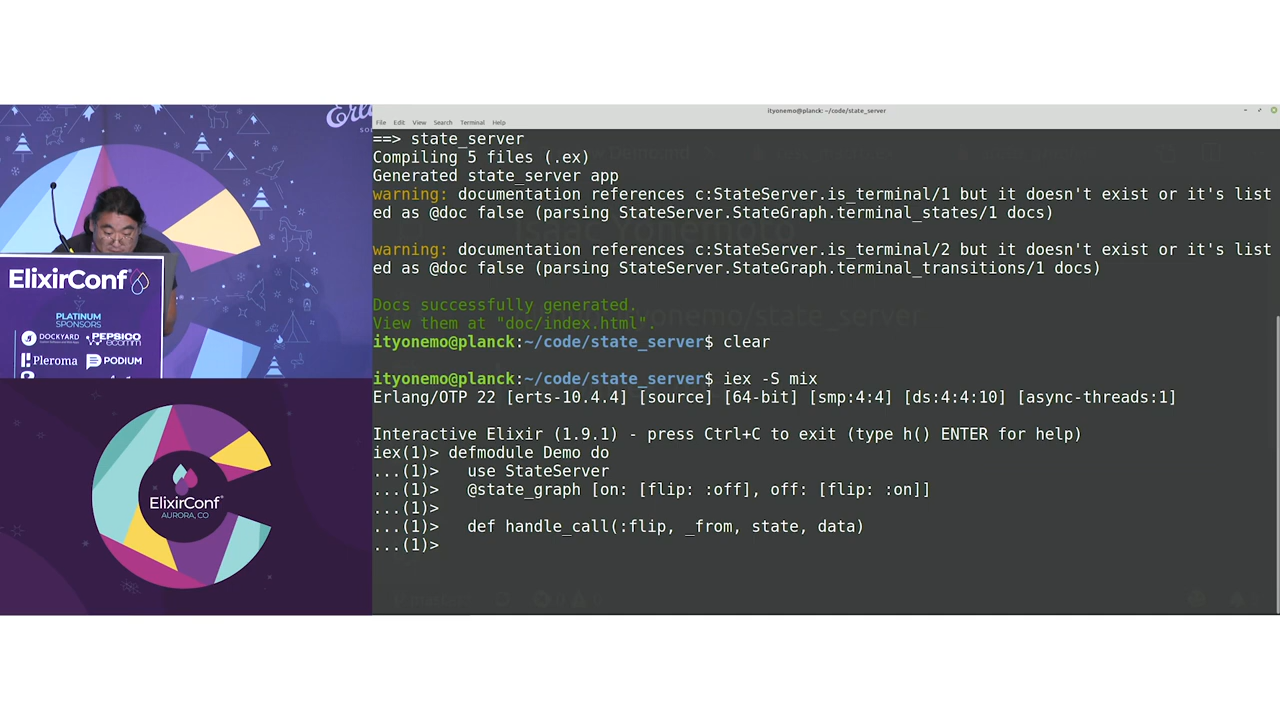 Erl
SO
ElixirConf
PLATINUM
SPONSORS
DOCKYARD
PEPSICO
ecomm
Pleroma
PODIUM
ElixirConf
AURORA, CO
ityonemo@planck: ~/code/state_server
File Edit View Search Terminal Help
==> state_server
Compiling 5 files (.ex)
Generated state_server app
warning: documentation references c:StateServer.is_terminal/1 but it doesn't exist or it's list
ed as @doc false (parsing StateServer.StateGraph.terminal_states/1 docs)
warning: documentation references c:StateServer.is_terminal/2 but it doesn't exist or it's list
ed as @doc false (parsing StateServer.StateGraph.terminal_transitions/1 docs)
Docs successfully generated.
View them at "doc/index.html".
ityonemo@planck:~/code/state_server$ clear
ityonemo@planck:~/code/state_server$ iex -S mix
Erlang/OTP 22 [erts-10.4.4] [source] [64-bit] [smp:4:4] [ds:4:4:10] [async-threads:1]
Interactive Elixir (1.9.1) - press Ctrl+C to exit (type h() ENTER for help)
iex(1)> defmodule Demo do
...(1)>   use StateServer
...(1)>   @state_graph [on: [flip: :off], off: [flip: :on]]
...(1)>
...(1)>   def handle_call(:flip, _from, state, data)
...(1)>